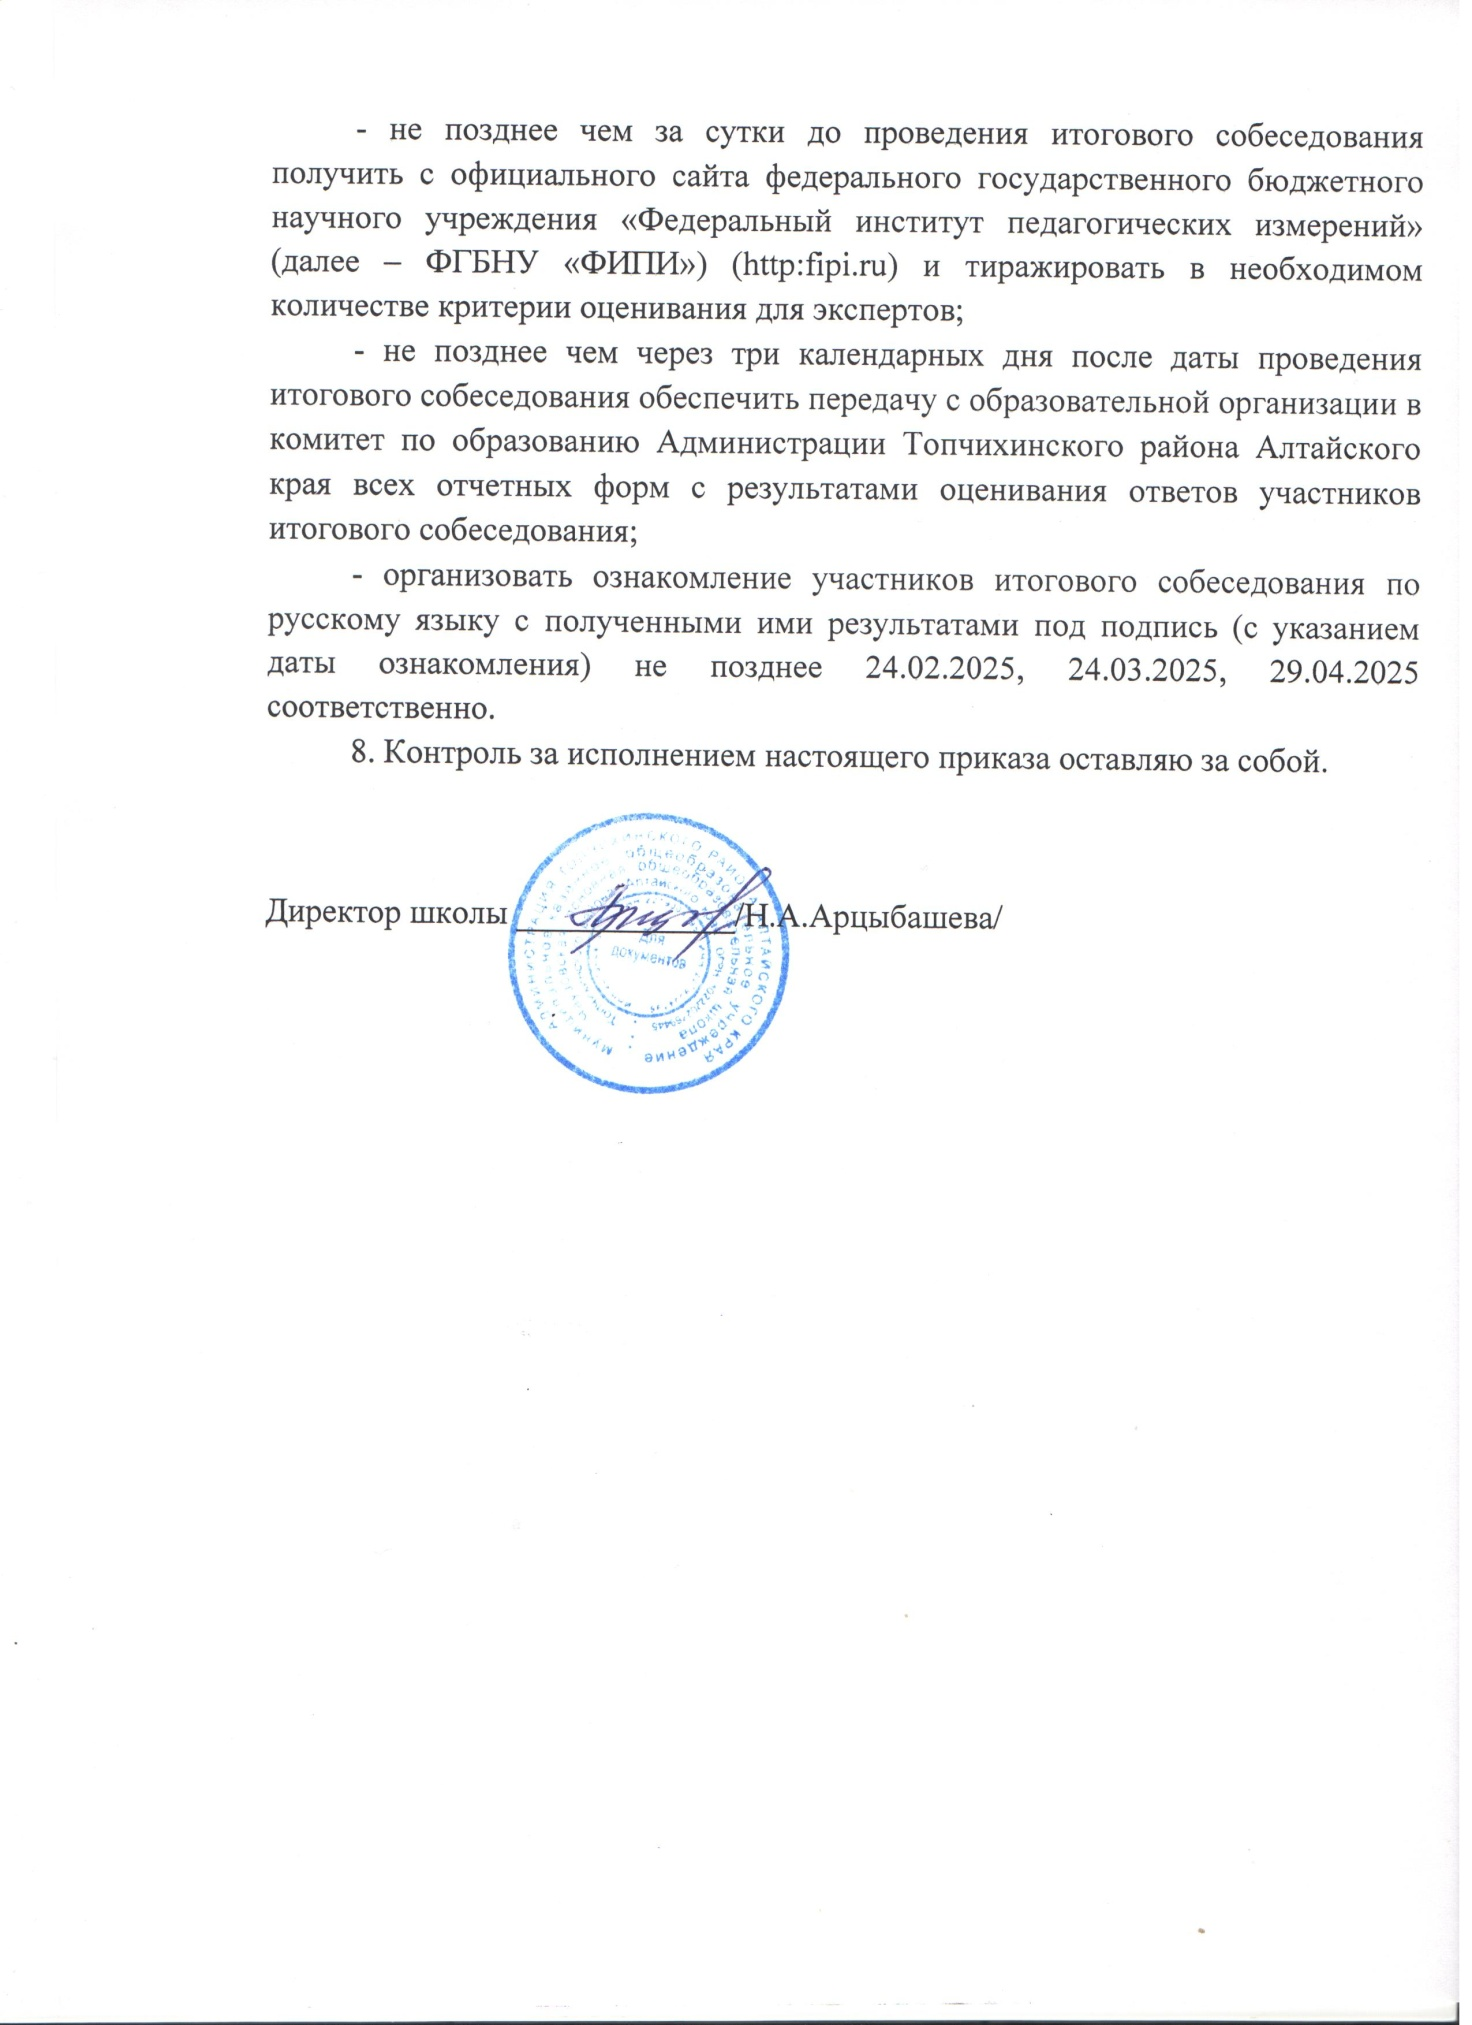 - не позднее чем за сутки до проведения итогового собеседования
получить с официального сайта федерального государственного бюджетного
научного учреждения «Федеральный институт педагогических измерений»
(далее – ФГБНУ «ФИПИ») (http:fipi.ru) и тиражировать в необходимом
количестве критерии оценивания для экспертов;
- не позднее чем через три календарных дня после даты проведения
итогового собеседования обеспечить передачу с образовательной организации в
комитет по образованию Администрации Топчихинского района Алтайского
края всех отчетных форм с результатами оценивания ответов участников
итогового собеседования;
- организовать ознакомление участников итогового собеседования по
русскому языку с полученными ими результатами под подпись (с указанием
даты ознакомления) не позднее 24.02.2025, 24.03.2025, 29.04.2025
соответственно.
8. Контроль за исполнением настоящего приказа оставляю за собой.
Директор школы /Н.А.Арцыбашева/
для
документов